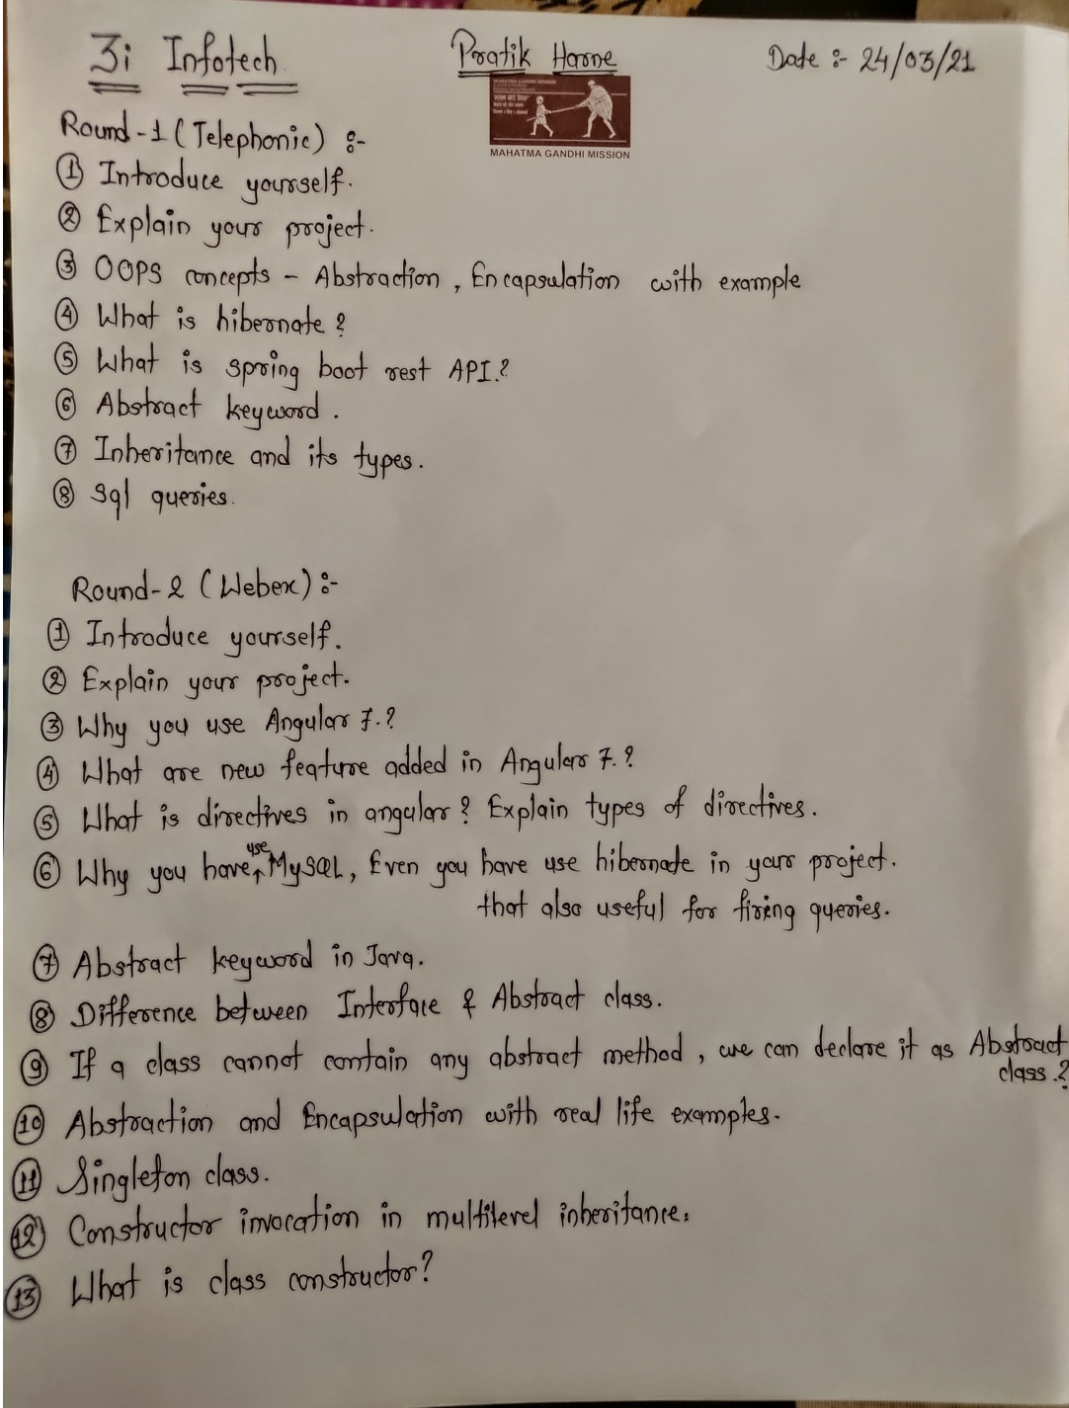 3i Infotech
Pratik Harne
Date :- 24/03/21
MAHATMA GANDHI MISSION
Round-1 (Telephonic) :-
① Introduce yourself.
② Explain your project.
③ OOPS concepts - Abstraction, Encapsulation with example
④ What is hibernate?
⑤ What is spring boot rest API.?
⑥ Abstract keyword.
⑦ Inheritance and its types.
⑧ Sql queries.
Round-2 (Webex) :-
① Introduce yourself.
② Explain your project.
③ Why you use Angular 7.?
④ What are new feature added in Angular 7.?
⑤ What is directives in angular? Explain types of directives.
⑥ Why you have use MySQL, Even you have use hibernate in your project.
that also useful for firing queries.
⑦ Abstract keyword in Java.
⑧ Difference between Interface & Abstract class.
⑨ If a class cannot contain any abstract method, we can declare it as Abstract
class.?
⑩ Abstraction and Encapsulation with real life examples.
⑪ Singleton class.
⑫ Constructor invocation in multilevel inheritance.
⑬ What is class constructor?